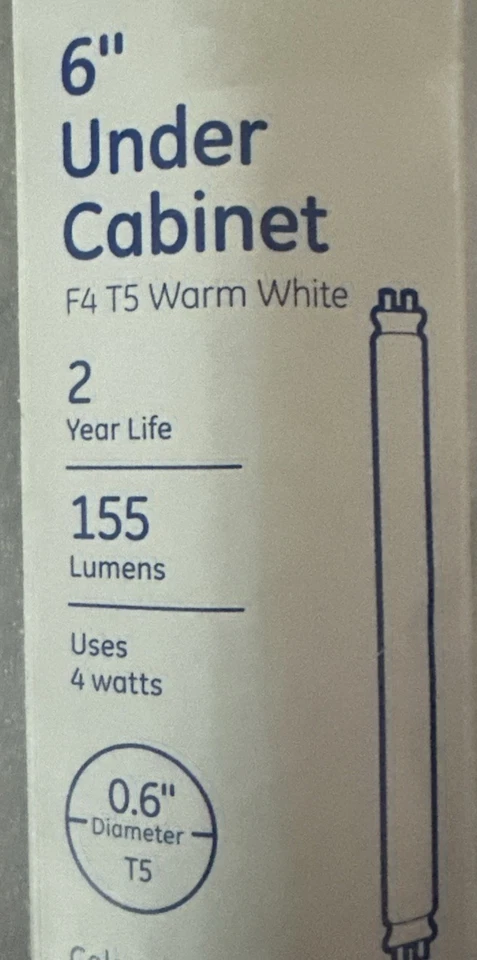 6"
Under
Cabinet
F4 T5 Warm White
2
Year Life
155
Lumens
Uses
4 watts
0.6"
Diameter
T5